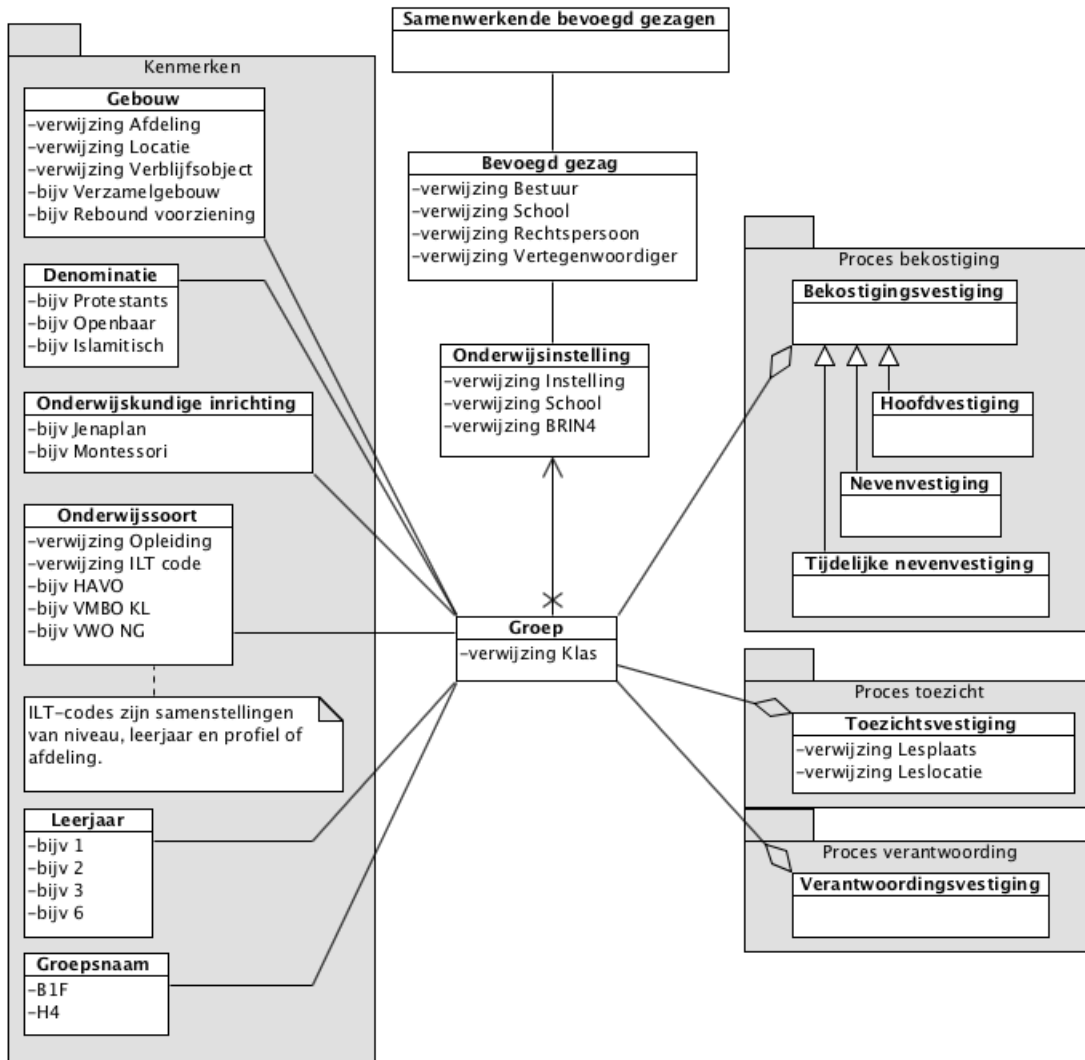 Samenwerkende bevoegd gezagen
Kenmerken
Gebouw
-verwijzing Afdeling
-verwijzing Locatie
-verwijzing Verblijfsobject
-bijv Verzamelgebouw
-bijv Rebound voorziening
Denominatie
-bijv Protestants
-bijv Openbaar
-bijv Islamitisch
Onderwijskundige inrichting
-bijv Jenaplan
-bijv Montessori
Onderwijssoort
-verwijzing Opleiding
-verwijzing ILT code
-bijv HAVO
-bijv VMBO KL
-bijv VWO NG
ILT-codes zijn samenstellingen
van niveau, leerjaar en profiel of
afdeling.
Leerjaar
-bijv 1
-bijv 2
-bijv 3
-bijv 6
Groepsnaam
-B1F
-H4
Bevoegd gezag
-verwijzing Bestuur
-verwijzing School
-verwijzing Rechtspersoon
-verwijzing Vertegenwoordiger
Onderwijsinstelling
-verwijzing Instelling
-verwijzing School
-verwijzing BRIN4
Groep
-verwijzing Klas
Proces bekostiging
Bekostigingsvestiging
Hoofdvestiging
Nevenvestiging
Tijdelijke nevenvestiging
Proces toezicht
Toezichtsvestiging
-verwijzing Lesplaats
-verwijzing Leslocatie
Proces verantwoording
Verantwoordingsvestiging